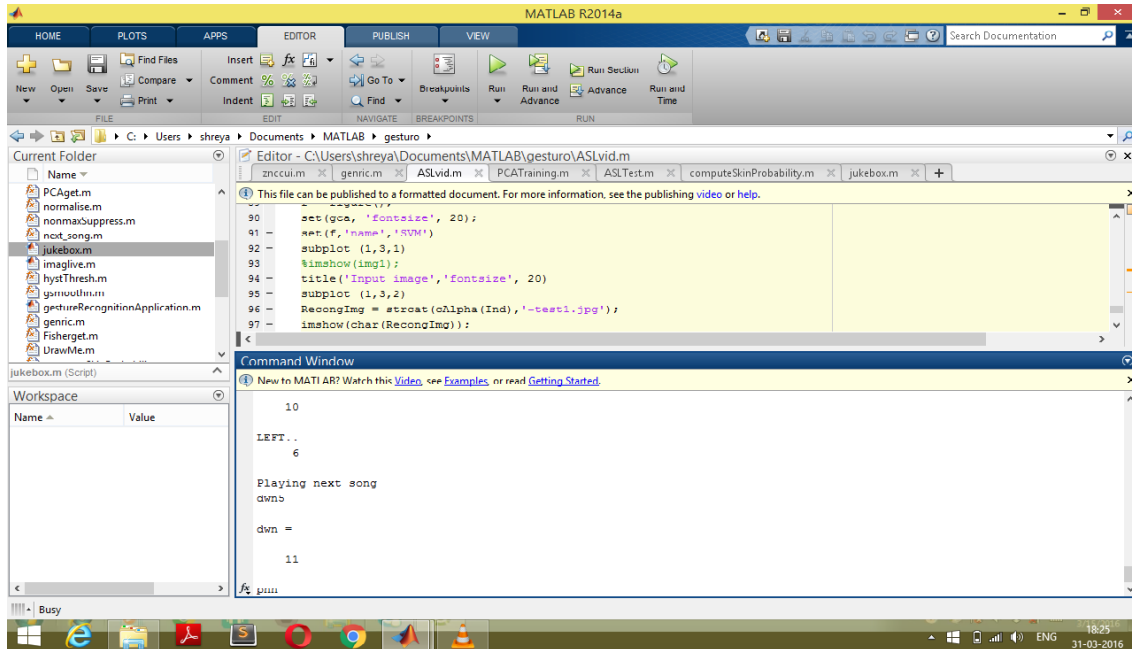 MATLAB R2014a
HOME PLOTS APPS EDITOR PUBLISH VIEW Search Documentation
New Open Save Find Files Compare Print
Insert fx
Comment
Indent
Go To
Find
Breakpoints
Run
Run and Advance
Run Section
Advance
Run and Time
FILE EDIT NAVIGATE BREAKPOINTS RUN
C: Users shreya Documents MATLAB gesturo
Current Folder
Name
PCAget.m
normalise.m
nonmaxSuppress.m
next_song.m
jukebox.m
imaglive.m
hystThresh.m
gsmoothn.m
gestureRecognitionApplication.m
genric.m
Fisherget.m
DrawMe.m
jukebox.m (Script)
Workspace
Name Value
Editor - C:\Users\shreya\Documents\MATLAB\gesturo\ASLvid.m
znccui.m genric.m ASLvid.m PCATraining.m ASLTest.m computeSkinProbability.m jukebox.m +
This file can be published to a formatted document. For more information, see the publishing video or help.
90 set(gca, 'fontsize', 20);
91 – set(f,'name','SVM')
92 – subplot (1,3,1)
93 %imshow(img1);
94 – title('Input image','fontsize', 20)
95 – subplot (1,3,2)
96 – RecongImg = strcat(cAlpha(Ind),'-test1.jpg');
97 – imshow(char(RecongImg));
Command Window
New to MATLAB? Watch this Video, see Examples, or read Getting Started.
10
LEFT..
6
Playing next song
dwn5
dwn =
11
fx
Busy
ENG
18:25
31-03-2016